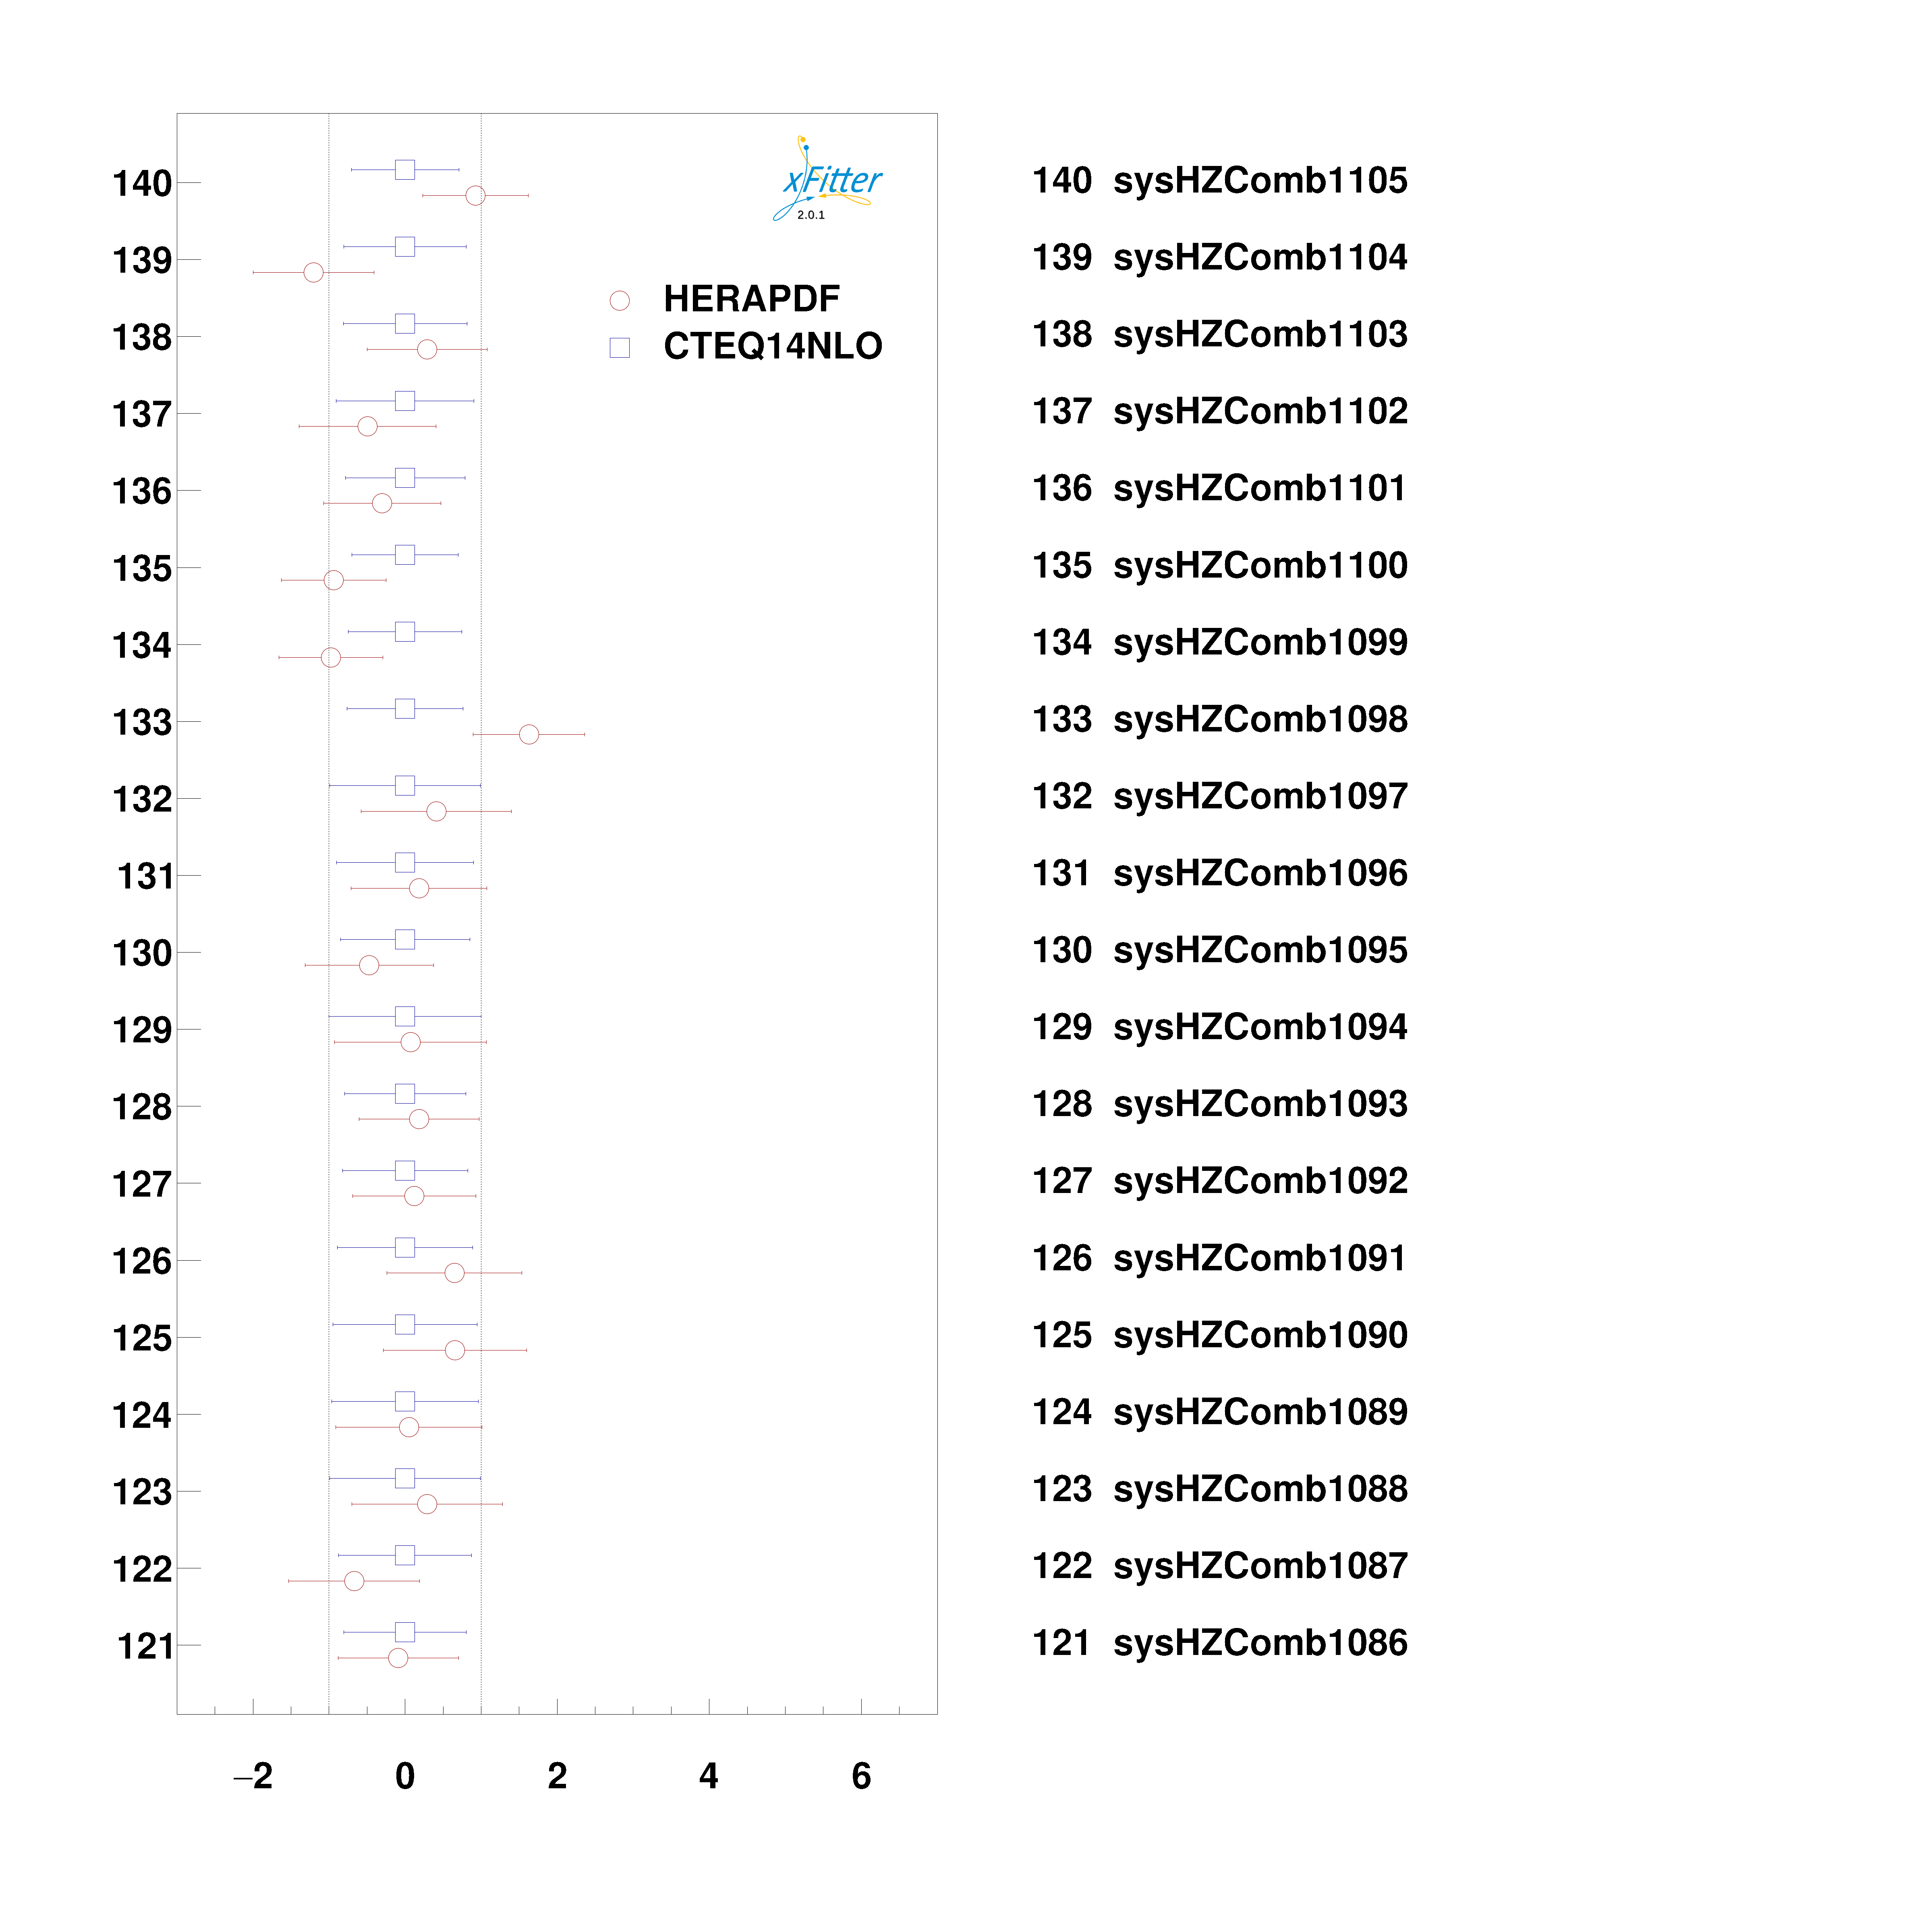 xFitter
2.0.1
HERAPDF
CTEQ14NLO
140 140 sysHZComb1105
139 139 sysHZComb1104
138 138 sysHZComb1103
137 137 sysHZComb1102
136 136 sysHZComb1101
135 135 sysHZComb1100
134 134 sysHZComb1099
133 133 sysHZComb1098
132 132 sysHZComb1097
131 131 sysHZComb1096
130 130 sysHZComb1095
129 129 sysHZComb1094
128 128 sysHZComb1093
127 127 sysHZComb1092
126 126 sysHZComb1091
125 125 sysHZComb1090
124 124 sysHZComb1089
123 123 sysHZComb1088
122 122 sysHZComb1087
121 121 sysHZComb1086
−2 0 2 4 6